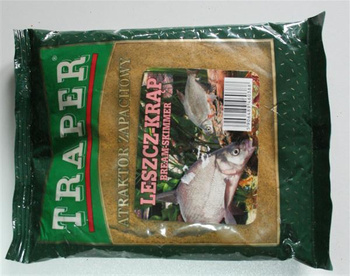 TRAPER
ATRAKTOR ZAPACHOWY
LESZCZ-KRĄP
BREAM-SKIMMER